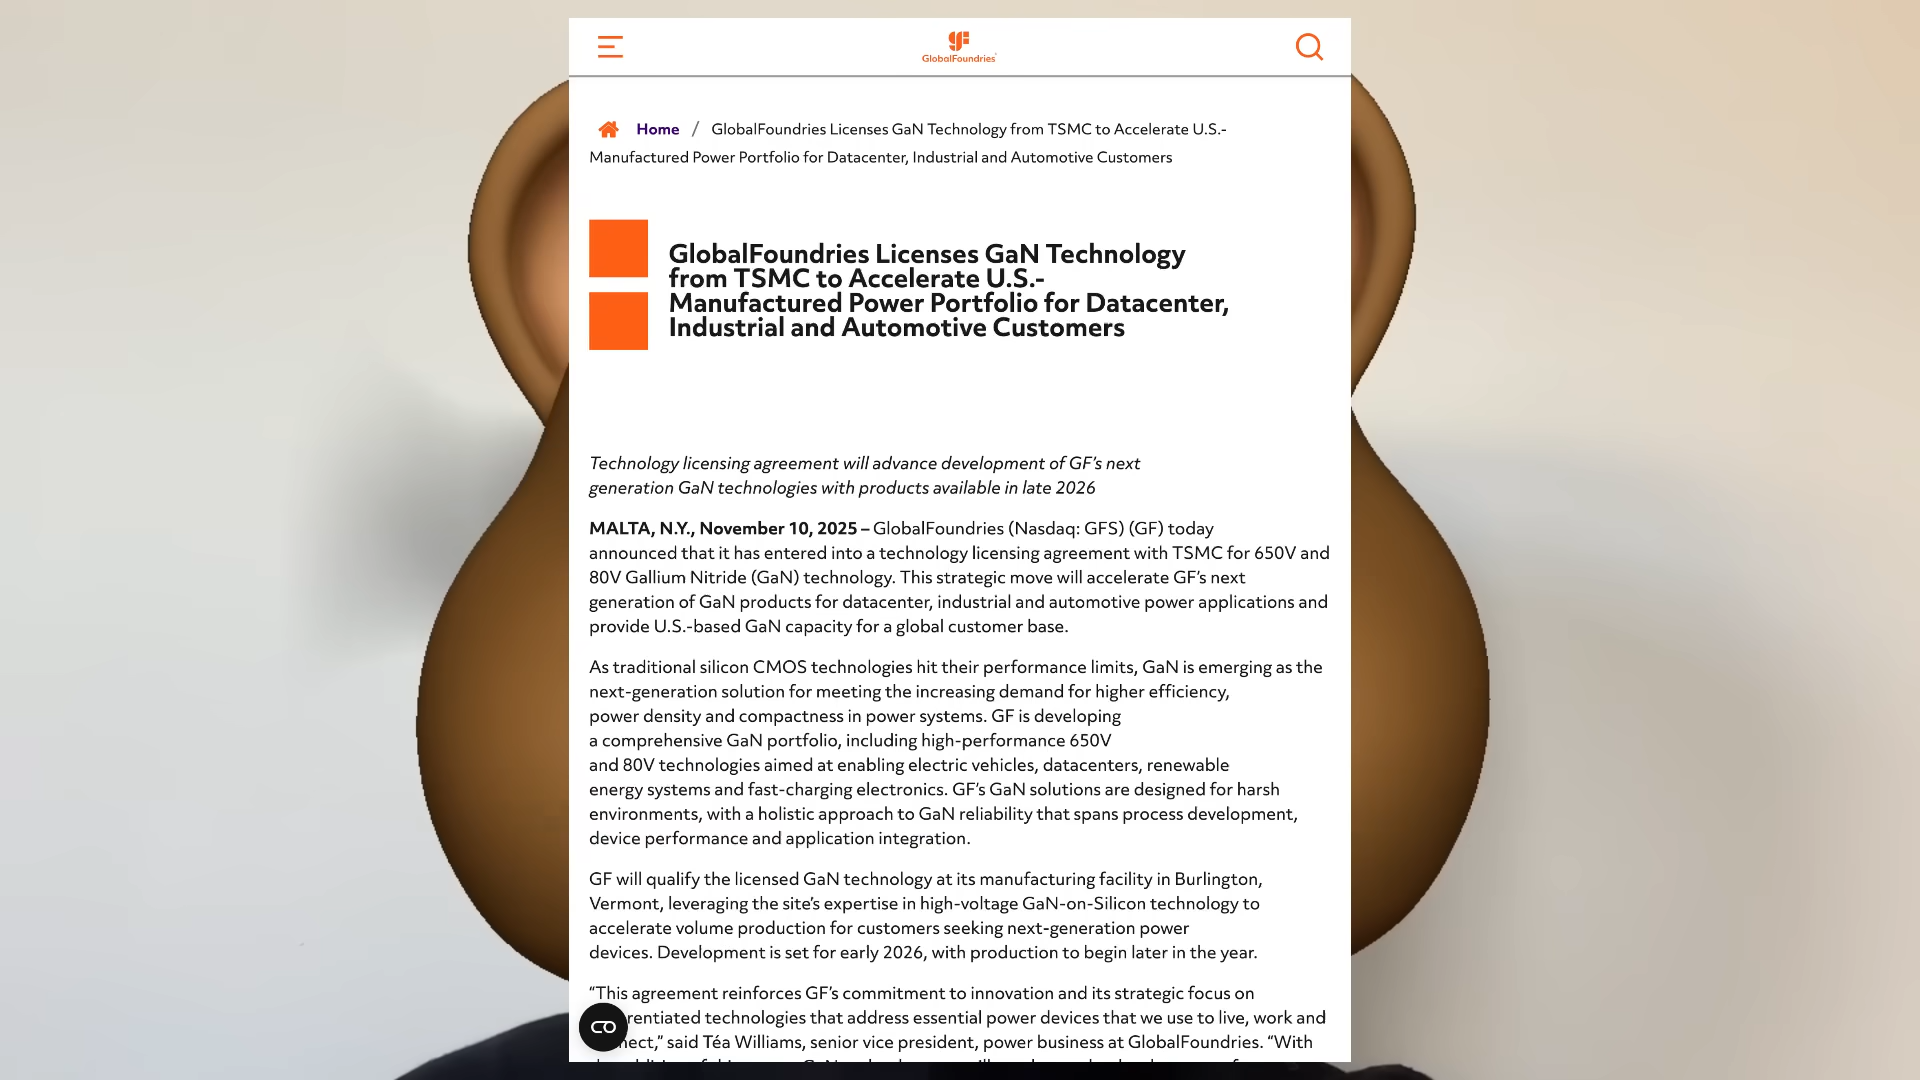 GlobalFoundries
Home / GlobalFoundries Licenses GaN Technology from TSMC to Accelerate U.S.-
Manufactured Power Portfolio for Datacenter, Industrial and Automotive Customers
GlobalFoundries Licenses GaN Technology
from TSMC to Accelerate U.S.-
Manufactured Power Portfolio for Datacenter,
Industrial and Automotive Customers
Technology licensing agreement will advance development of GF’s next
generation GaN technologies with products available in late 2026
MALTA, N.Y., November 10, 2025 – GlobalFoundries (Nasdaq: GFS) (GF) today
announced that it has entered into a technology licensing agreement with TSMC for 650V and
80V Gallium Nitride (GaN) technology. This strategic move will accelerate GF’s next
generation of GaN products for datacenter, industrial and automotive power applications and
provide U.S.-based GaN capacity for a global customer base.
As traditional silicon CMOS technologies hit their performance limits, GaN is emerging as the
next-generation solution for meeting the increasing demand for higher efficiency,
power density and compactness in power systems. GF is developing
a comprehensive GaN portfolio, including high-performance 650V
and 80V technologies aimed at enabling electric vehicles, datacenters, renewable
energy systems and fast-charging electronics. GF’s GaN solutions are designed for harsh
environments, with a holistic approach to GaN reliability that spans process development,
device performance and application integration.
GF will qualify the licensed GaN technology at its manufacturing facility in Burlington,
Vermont, leveraging the site’s expertise in high-voltage GaN-on-Silicon technology to
accelerate volume production for customers seeking next-generation power
devices. Development is set for early 2026, with production to begin later in the year.
“This agreement reinforces GF’s commitment to innovation and its strategic focus on
rentiated technologies that address essential power devices that we use to live, work and
nect,” said Téa Williams, senior vice president, power business at GlobalFoundries. “With